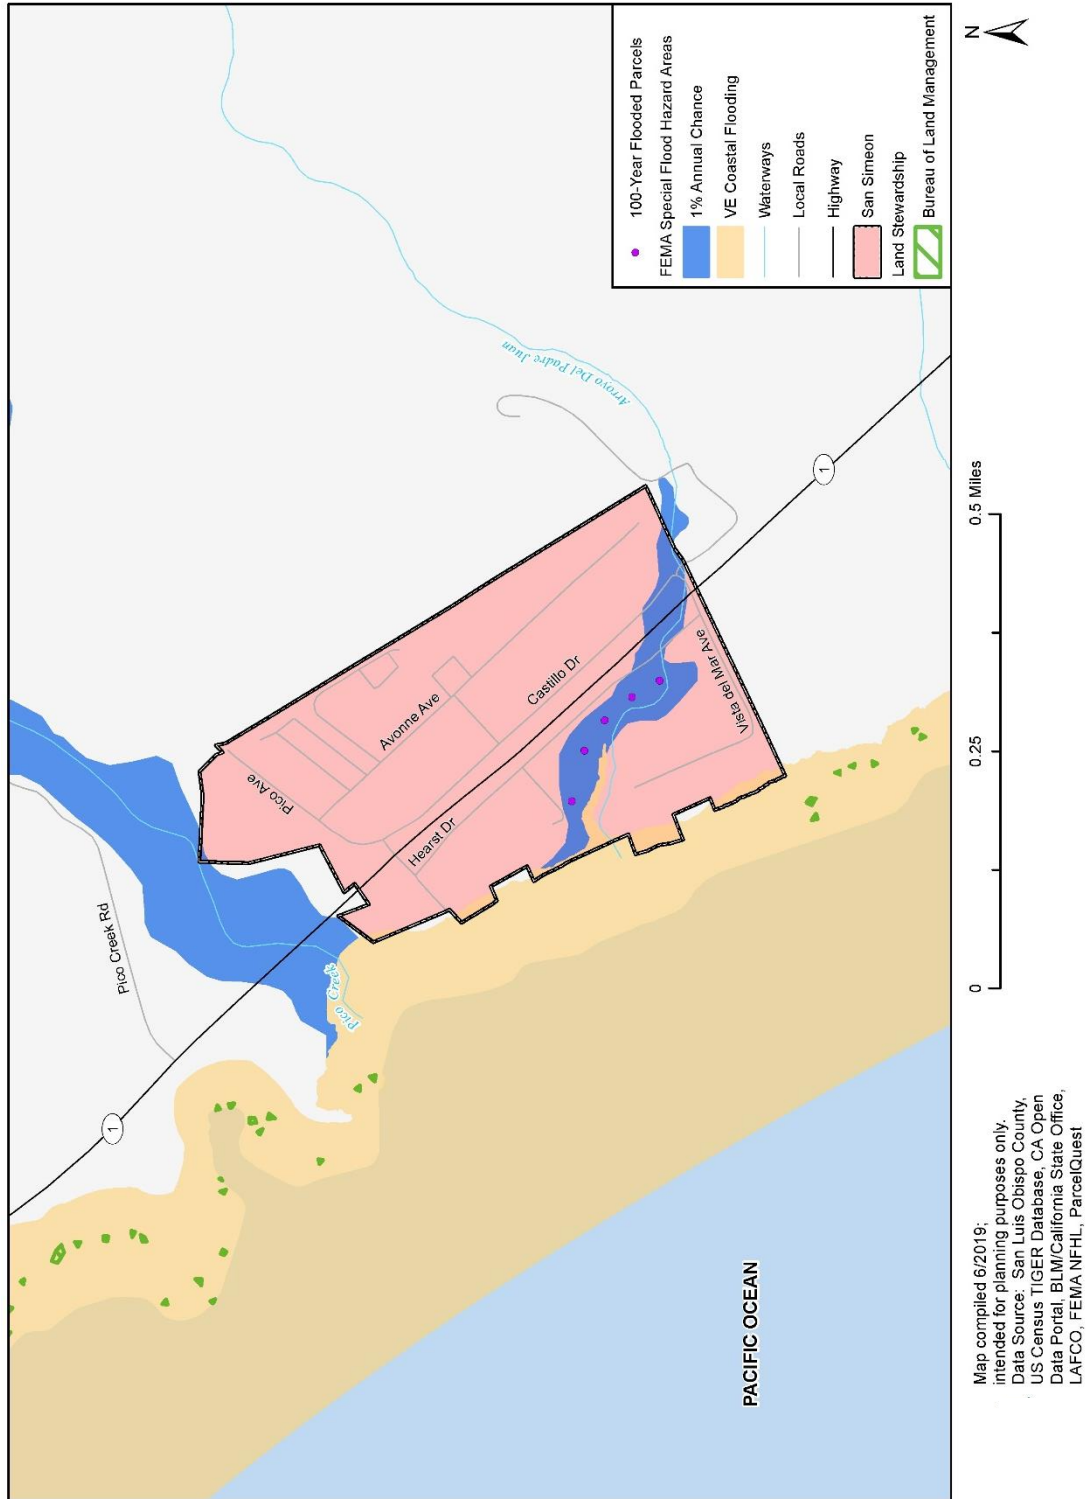 Pico Creek Rd
1
Pico Creek
Pico Ave
Avonne Ave
Castillo Dr
Hearst Dr
Vista del Mar Ave
Arroyo Del Padre Juan
1
PACIFIC OCEAN
100-Year Flooded Parcels
FEMA Special Flood Hazard Areas
1% Annual Chance
VE Coastal Flooding
Waterways
Local Roads
Highway
San Simeon
Land Stewardship
Bureau of Land Management
Map compiled 6/2019;
intended for planning purposes only.
Data Source: San Luis Obispo County,
US Census TIGER Database, CA Open
Data Portal, BLM/California State Office,
LAFCO, FEMA NFHL, ParcelQuest
0 0.25 0.5 Miles
N